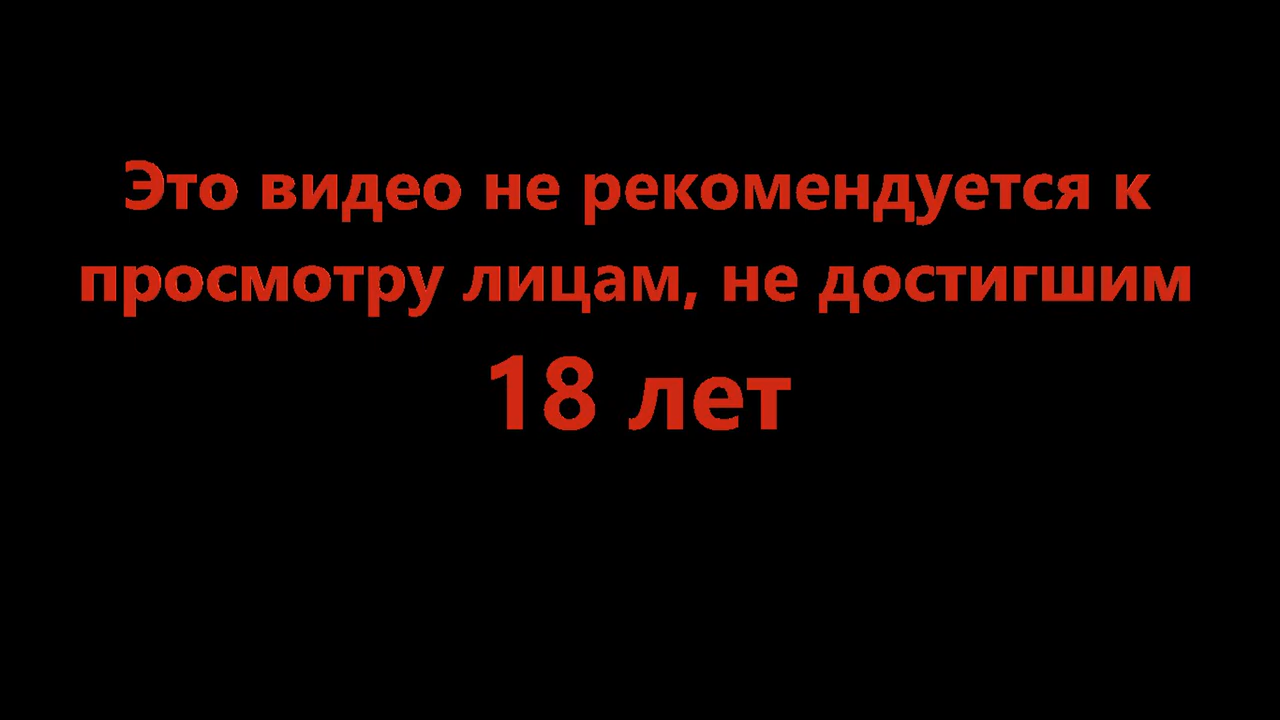 Это видео не рекомендуется к
просмотру лицам, не достигшим
18 лет